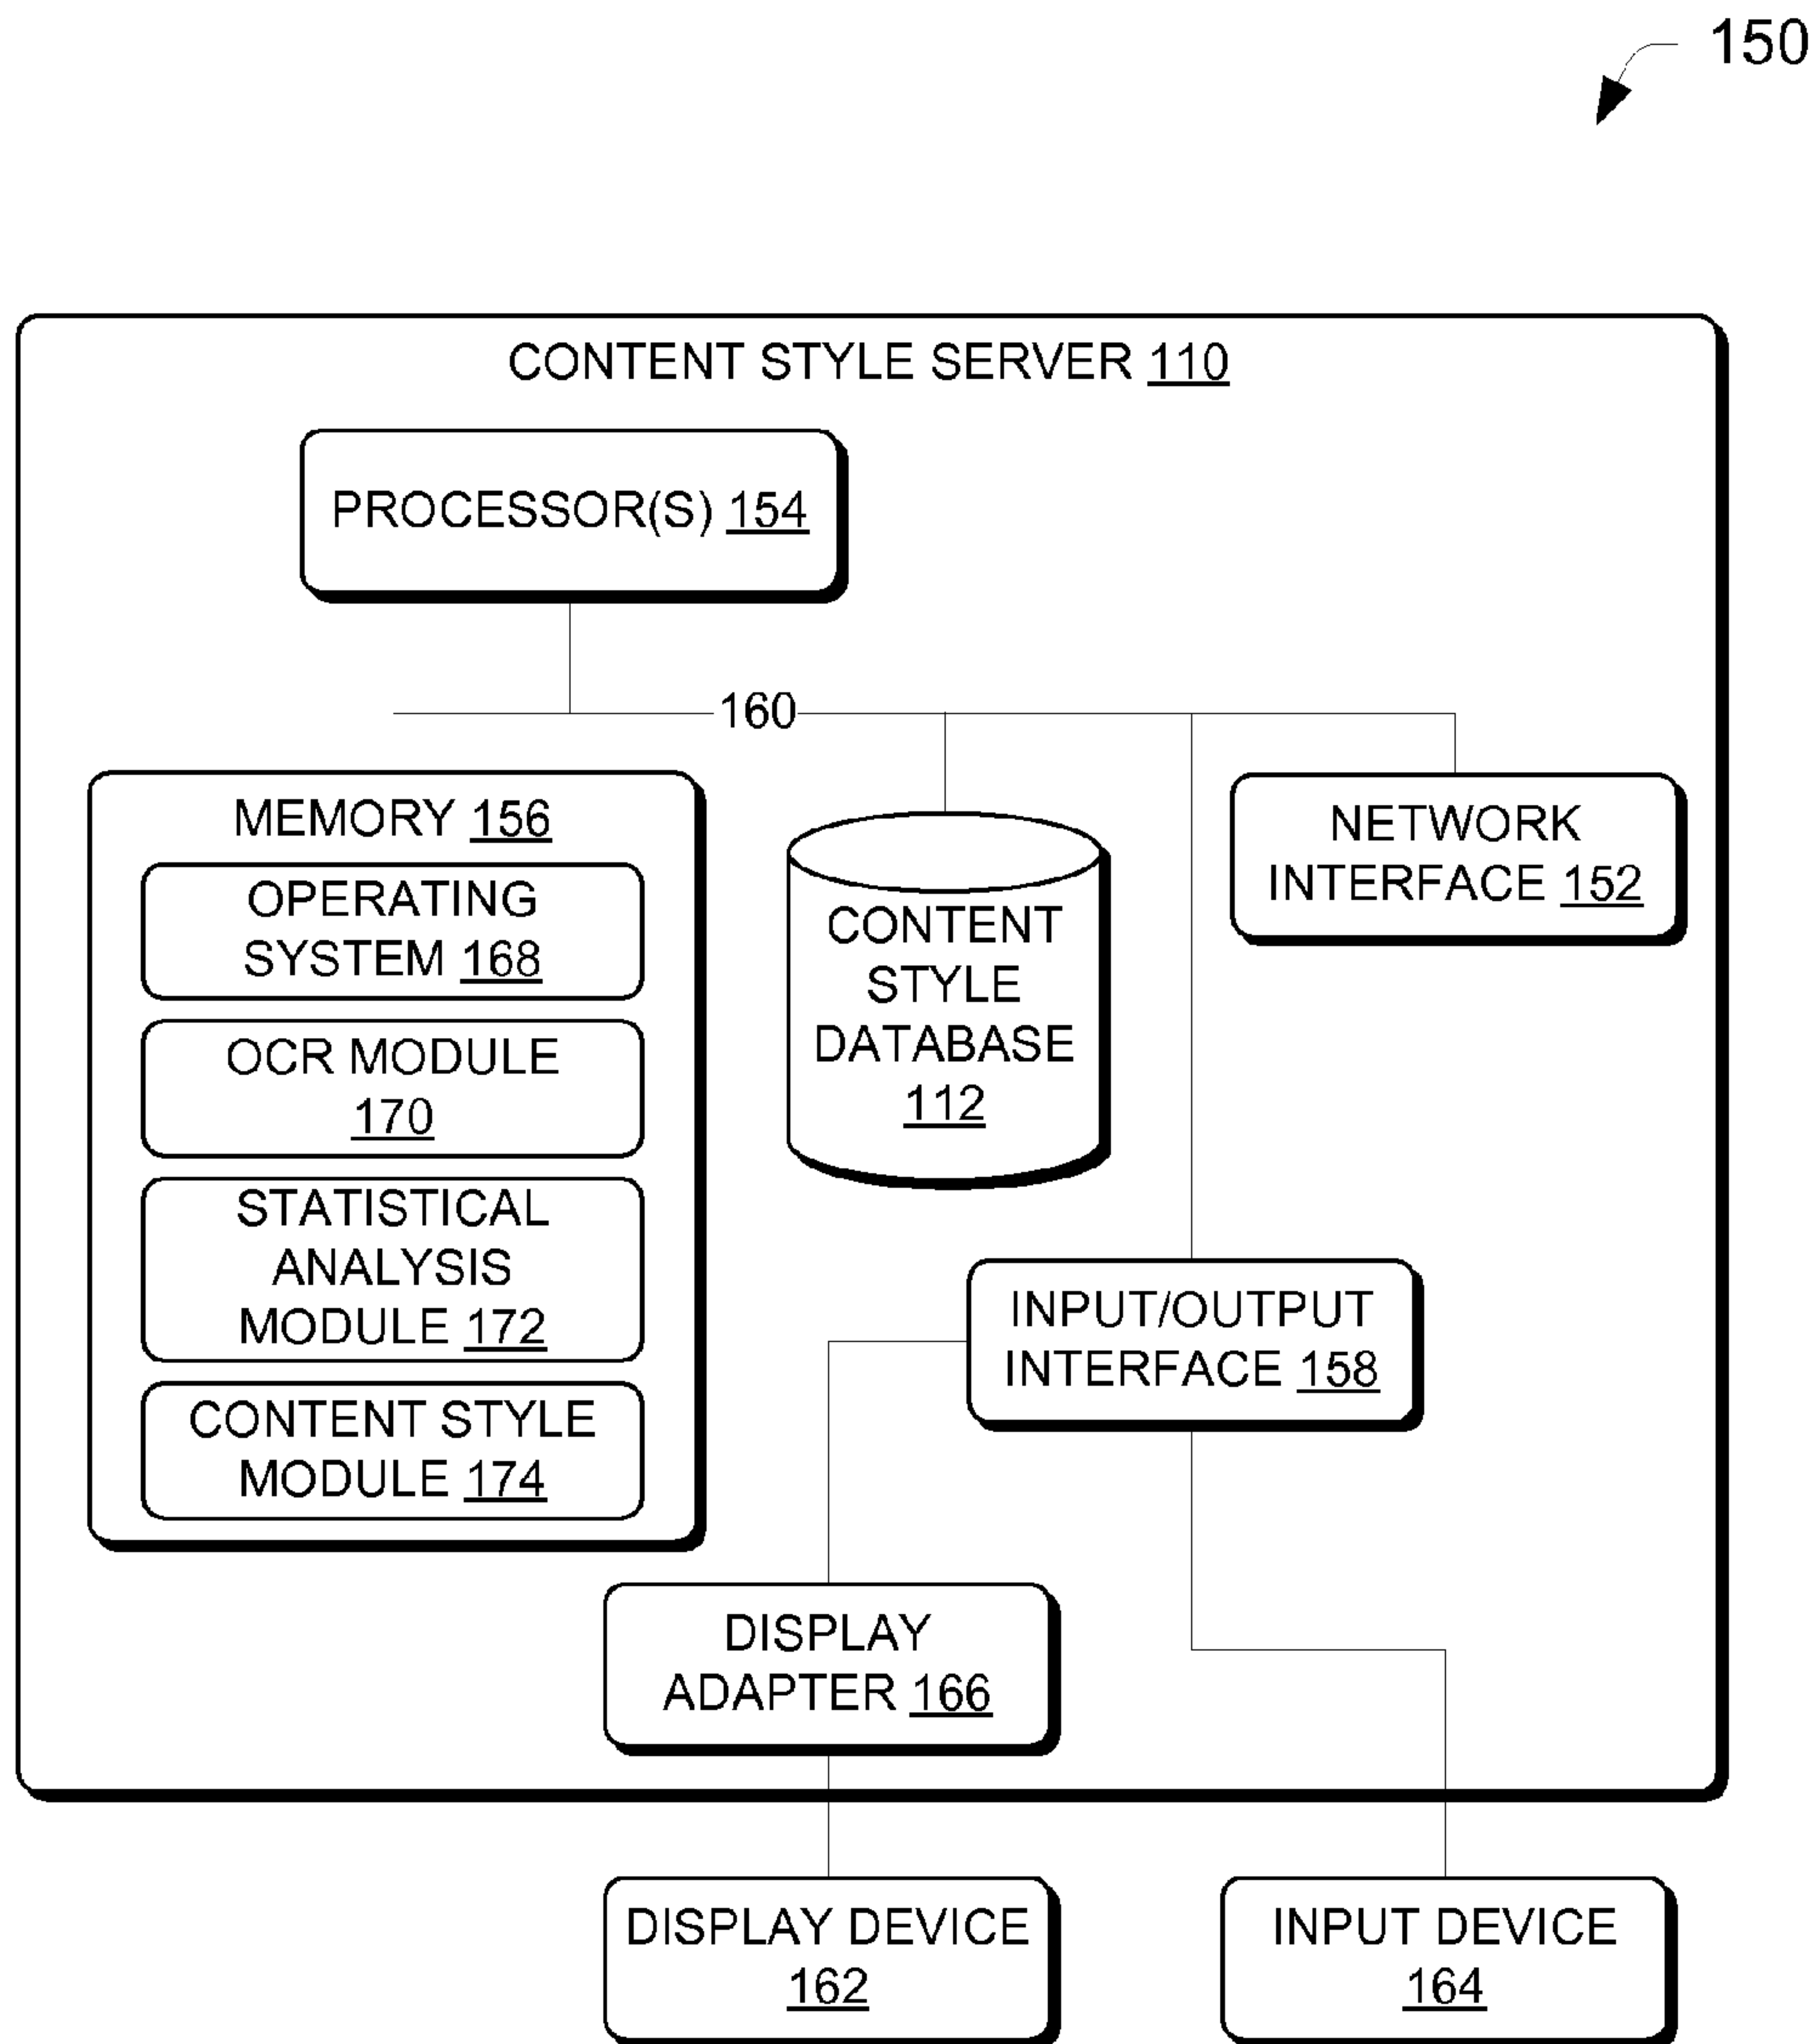 150
CONTENT STYLE SERVER 110
PROCESSOR(S) 154
160
MEMORY 156
OPERATING
SYSTEM 168
OCR MODULE
170
STATISTICAL
ANALYSIS
MODULE 172
CONTENT STYLE
MODULE 174
CONTENT
STYLE
DATABASE
112
NETWORK
INTERFACE 152
INPUT/OUTPUT
INTERFACE 158
DISPLAY
ADAPTER 166
DISPLAY DEVICE
162
INPUT DEVICE
164